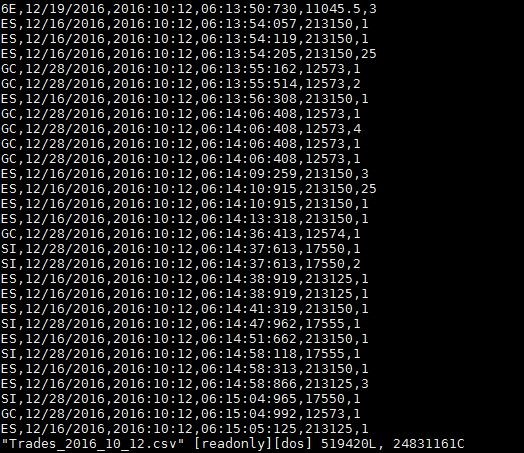 6E,12/19/2016,2016:10:12,06:13:50:730,11045.5,3
ES,12/16/2016,2016:10:12,06:13:54:057,213150,1
ES,12/16/2016,2016:10:12,06:13:54:119,213150,1
ES,12/16/2016,2016:10:12,06:13:54:205,213150,25
GC,12/28/2016,2016:10:12,06:13:55:162,12573,1
GC,12/28/2016,2016:10:12,06:13:55:514,12573,2
ES,12/16/2016,2016:10:12,06:13:56:308,213150,1
GC,12/28/2016,2016:10:12,06:14:06:408,12573,1
GC,12/28/2016,2016:10:12,06:14:06:408,12573,4
GC,12/28/2016,2016:10:12,06:14:06:408,12573,1
GC,12/28/2016,2016:10:12,06:14:06:408,12573,1
ES,12/16/2016,2016:10:12,06:14:09:259,213150,3
ES,12/16/2016,2016:10:12,06:14:10:915,213150,25
ES,12/16/2016,2016:10:12,06:14:10:915,213150,1
ES,12/16/2016,2016:10:12,06:14:13:318,213150,1
GC,12/28/2016,2016:10:12,06:14:36:413,12574,1
SI,12/28/2016,2016:10:12,06:14:37:613,17550,1
SI,12/28/2016,2016:10:12,06:14:37:613,17550,2
ES,12/16/2016,2016:10:12,06:14:38:919,213125,1
ES,12/16/2016,2016:10:12,06:14:38:919,213125,1
ES,12/16/2016,2016:10:12,06:14:41:319,213150,1
SI,12/28/2016,2016:10:12,06:14:47:962,17555,1
ES,12/16/2016,2016:10:12,06:14:51:662,213150,1
SI,12/28/2016,2016:10:12,06:14:58:118,17555,1
ES,12/16/2016,2016:10:12,06:14:58:313,213150,1
ES,12/16/2016,2016:10:12,06:14:58:866,213125,3
SI,12/28/2016,2016:10:12,06:15:04:965,17550,1
GC,12/28/2016,2016:10:12,06:15:04:992,12573,1
ES,12/16/2016,2016:10:12,06:15:05:125,213125,1
"Trades_2016_10_12.csv" [readonly][dos] 519420L, 24831161C